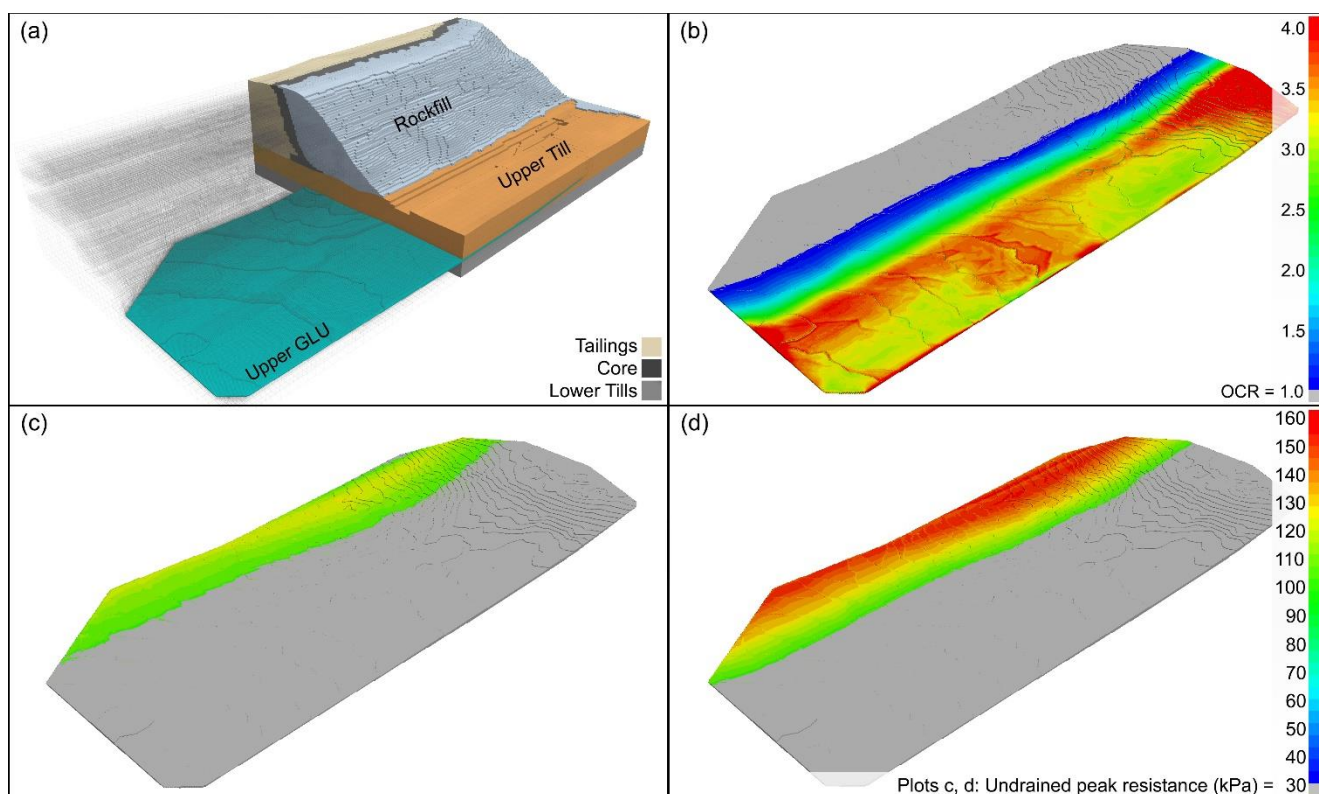 (a)
Rockfill
Upper Till
Upper GLU
Tailings
Core
Lower Tills
(b)
4.0
3.5
3.0
2.5
2.0
1.5
OCR = 1.0
(c)
(d)
160
150
140
130
120
110
100
90
80
70
60
50
40
Plots c, d: Undrained peak resistance (kPa) = 30